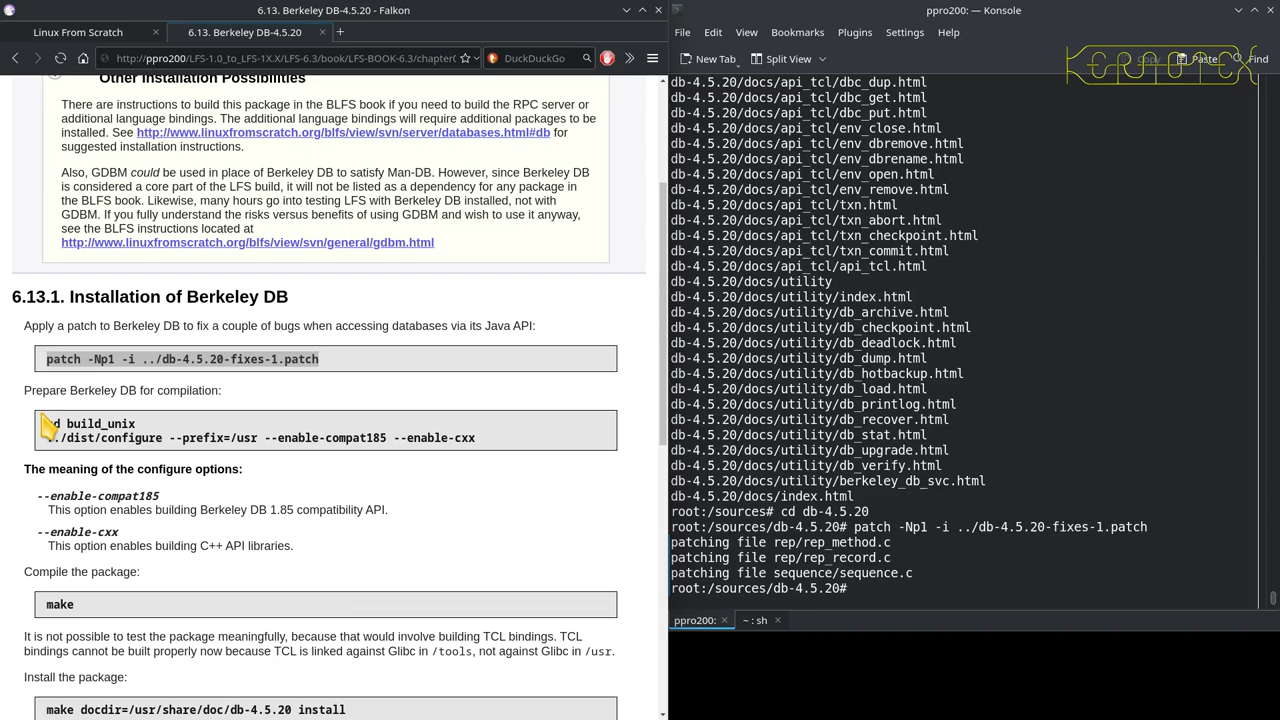 6.13. Berkeley DB-4.5.20 - Falkon
Linux From Scratch
6.13. Berkeley DB-4.5.20
http://ppro200/LFS-1.0_to_LFS-1X.X/LFS-6.3/book/LFS-BOOK-6.3/chapter
DuckDuckGo
Other Installation Possibilities
There are instructions to build this package in the BLFS book if you need to build the RPC server or
additional language bindings. The additional language bindings will require additional packages to be
installed. See http://www.linuxfromscratch.org/blfs/view/svn/server/databases.html#db for
suggested installation instructions.
Also, GDBM could be used in place of Berkeley DB to satisfy Man-DB. However, since Berkeley DB
is considered a core part of the LFS build, it will not be listed as a dependency for any package in
the BLFS book. Likewise, many hours go into testing LFS with Berkeley DB installed, not with
GDBM. If you fully understand the risks versus benefits of using GDBM and wish to use it anyway,
see the BLFS instructions located at
http://www.linuxfromscratch.org/blfs/view/svn/general/gdbm.html
6.13.1. Installation of Berkeley DB
Apply a patch to Berkeley DB to fix a couple of bugs when accessing databases via its Java API:
patch -Np1 -i ../db-4.5.20-fixes-1.patch
Prepare Berkeley DB for compilation:
d build_unix
./dist/configure --prefix=/usr --enable-compat185 --enable-cxx
The meaning of the configure options:
--enable-compat185
This option enables building Berkeley DB 1.85 compatibility API.
--enable-cxx
This option enables building C++ API libraries.
Compile the package:
make
It is not possible to test the package meaningfully, because that would involve building TCL bindings. TCL
bindings cannot be built properly now because TCL is linked against Glibc in /tools, not against Glibc in /usr.
Install the package:
make docdir=/usr/share/doc/db-4.5.20 install
ppro200: — Konsole
File Edit View Bookmarks Plugins Settings Help
New Tab Split View Copy Paste Find
db-4.5.20/docs/api_tcl/dbc_dup.html
db-4.5.20/docs/api_tcl/dbc_get.html
db-4.5.20/docs/api_tcl/dbc_put.html
db-4.5.20/docs/api_tcl/env_close.html
db-4.5.20/docs/api_tcl/env_dbremove.html
db-4.5.20/docs/api_tcl/env_dbrename.html
db-4.5.20/docs/api_tcl/env_open.html
db-4.5.20/docs/api_tcl/env_remove.html
db-4.5.20/docs/api_tcl/txn.html
db-4.5.20/docs/api_tcl/txn_abort.html
db-4.5.20/docs/api_tcl/txn_checkpoint.html
db-4.5.20/docs/api_tcl/txn_commit.html
db-4.5.20/docs/api_tcl/api_tcl.html
db-4.5.20/docs/utility
db-4.5.20/docs/utility/index.html
db-4.5.20/docs/utility/db_archive.html
db-4.5.20/docs/utility/db_checkpoint.html
db-4.5.20/docs/utility/db_deadlock.html
db-4.5.20/docs/utility/db_dump.html
db-4.5.20/docs/utility/db_hotbackup.html
db-4.5.20/docs/utility/db_load.html
db-4.5.20/docs/utility/db_printlog.html
db-4.5.20/docs/utility/db_recover.html
db-4.5.20/docs/utility/db_stat.html
db-4.5.20/docs/utility/db_upgrade.html
db-4.5.20/docs/utility/db_verify.html
db-4.5.20/docs/utility/berkeley_db_svc.html
db-4.5.20/docs/index.html
root:/sources# cd db-4.5.20
root:/sources/db-4.5.20# patch -Np1 -i ../db-4.5.20-fixes-1.patch
patching file rep/rep_method.c
patching file rep/rep_record.c
patching file sequence/sequence.c
root:/sources/db-4.5.20#
ppro200:
~ : sh